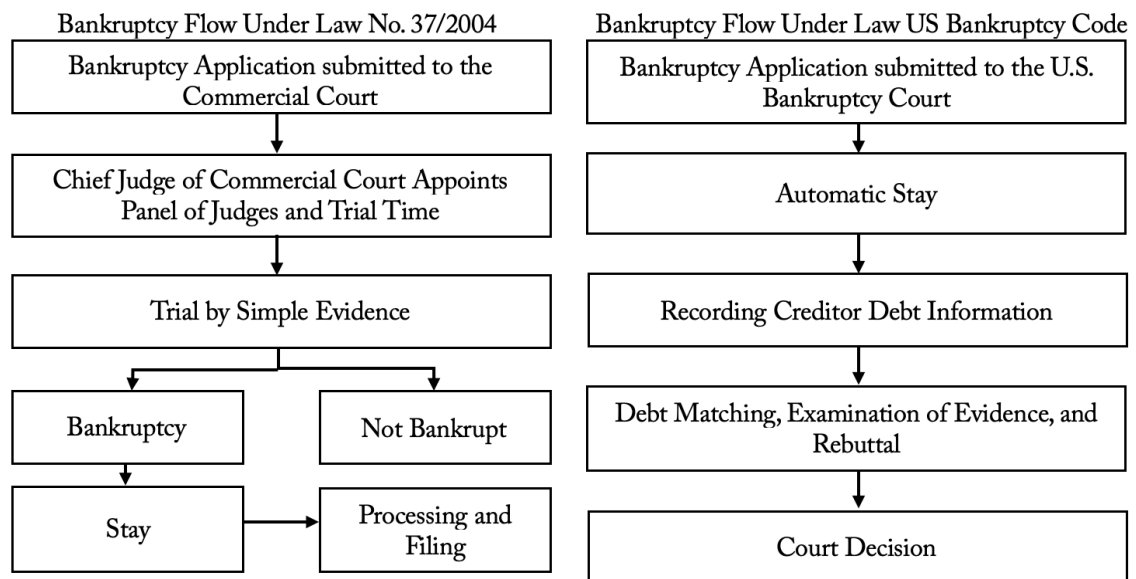 Bankruptcy Flow Under Law No. 37/2004
Bankruptcy Application submitted to the
Commercial Court
Chief Judge of Commercial Court Appoints
Panel of Judges and Trial Time
Trial by Simple Evidence
Bankruptcy
Not Bankrupt
Stay
Processing and
Filing
Bankruptcy Flow Under Law US Bankruptcy Code
Bankruptcy Application submitted to the U.S.
Bankruptcy Court
Automatic Stay
Recording Creditor Debt Information
Debt Matching, Examination of Evidence, and
Rebuttal
Court Decision